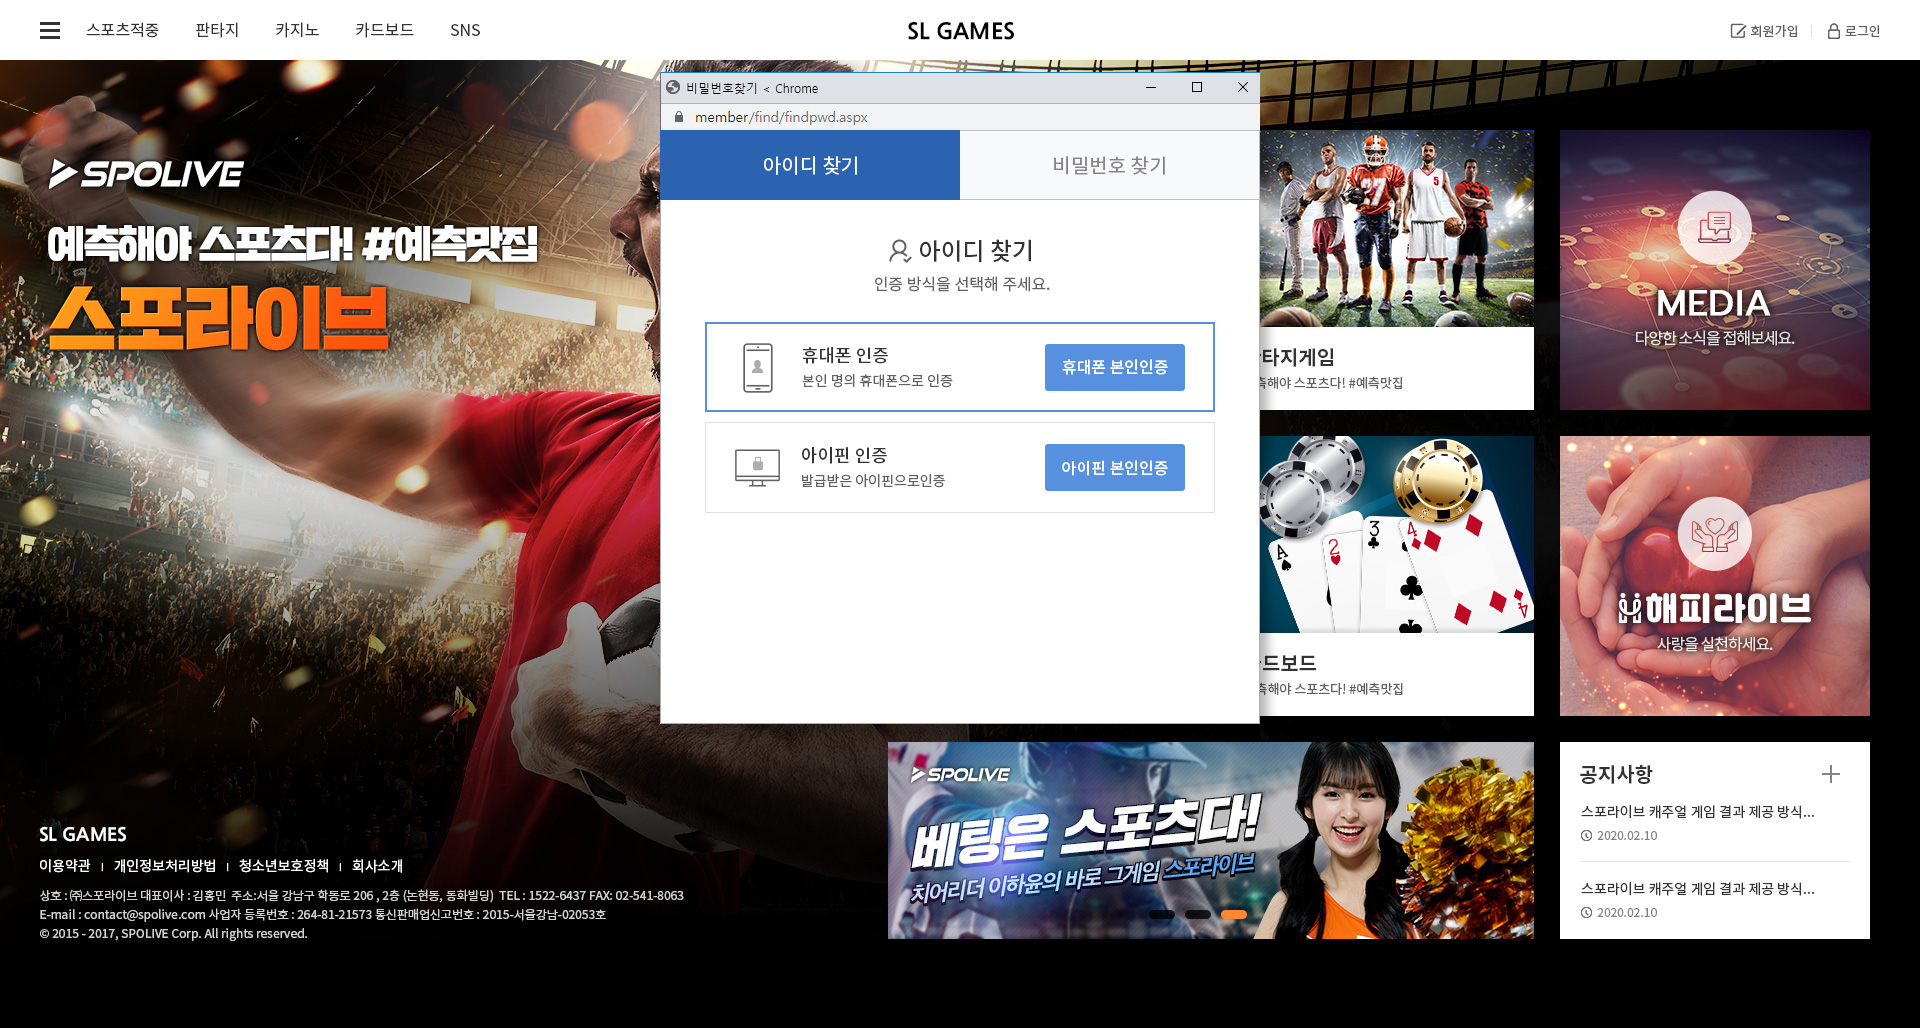 스포츠적중 판타지 카지노 카드보드 SNS
SL GAMES
회원가입 로그인
비밀번호찾기 < Chrome
member/find/findpwd.aspx
아이디 찾기 비밀번호 찾기
아이디 찾기
인증 방식을 선택해 주세요.
휴대폰 인증
본인 명의 휴대폰으로 인증
휴대폰 본인인증
아이핀 인증
발급받은 아이핀으로인증
아이핀 본인인증
SPOLIVE
예측해야 스포츠다! #예측맛집
스포라이브
타지게임
측해야 스포츠다! #예측맛집
MEDIA
다양한 소식을 접해보세요.
드보드
측해야 스포츠다! #예측맛집
해피라이브
사랑을 실천하세요.
SPOLIVE
베팅은 스포츠다!
치어리더 이하윤의 바로 그게임 스포라이브
공지사항
스포라이브 캐주얼 게임 결과 제공 방식...
2020.02.10
스포라이브 캐주얼 게임 결과 제공 방식...
2020.02.10
SL GAMES
이용약관 | 개인정보처리방법 | 청소년보호정책 | 회사소개
상호 : ㈜스포라이브 대표이사 : 김홍민 주소:서울 강남구 학동로 206 , 2층 (논현동, 동화빌딩) TEL : 1522-6437 FAX: 02-541-8063
E-mail : contact@spolive.com 사업자 등록번호 : 264-81-21573 통신판매업신고번호 : 2015-서울강남-02053호
© 2015 - 2017, SPOLIVE Corp. All rights reserved.